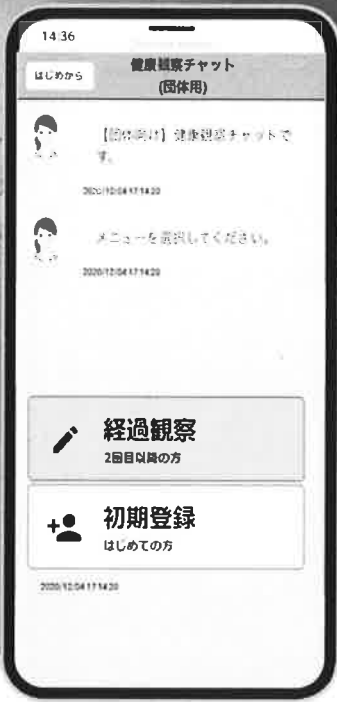 14:36
はじめから
健康観察チャット
(団体用)
【団体向け】健康観察チャットで
す。
2020/12/04 17:14:20
メニューを選択してください。
2020/12/04 17:14:20
経過観察
2回目以降の方
初期登録
はじめての方
2020/12/04 17:14:20